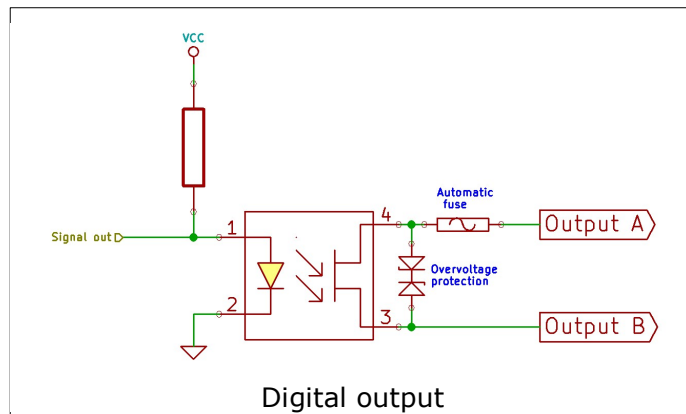 VCC
Signal out
1
2
4
3
Automatic
fuse
Overvoltage
protection
Output A
Output B
Digital output